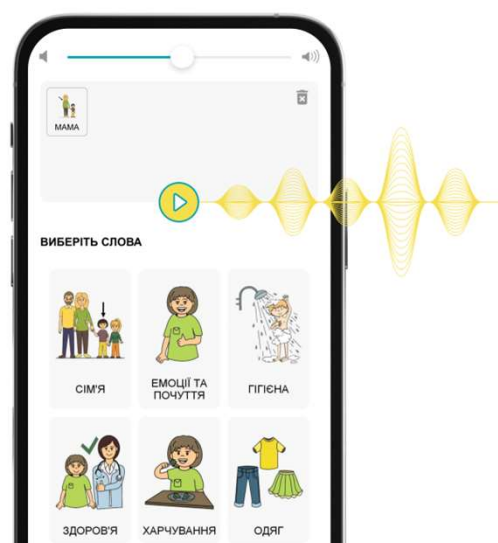 МАМА
ВИБЕРІТЬ СЛОВА
СІМ'Я
ЕМОЦІЇ ТА
ПОЧУТТЯ
ГІГІЄНА
ЗДОРОВ'Я
ХАРЧУВАННЯ
ОДЯГ